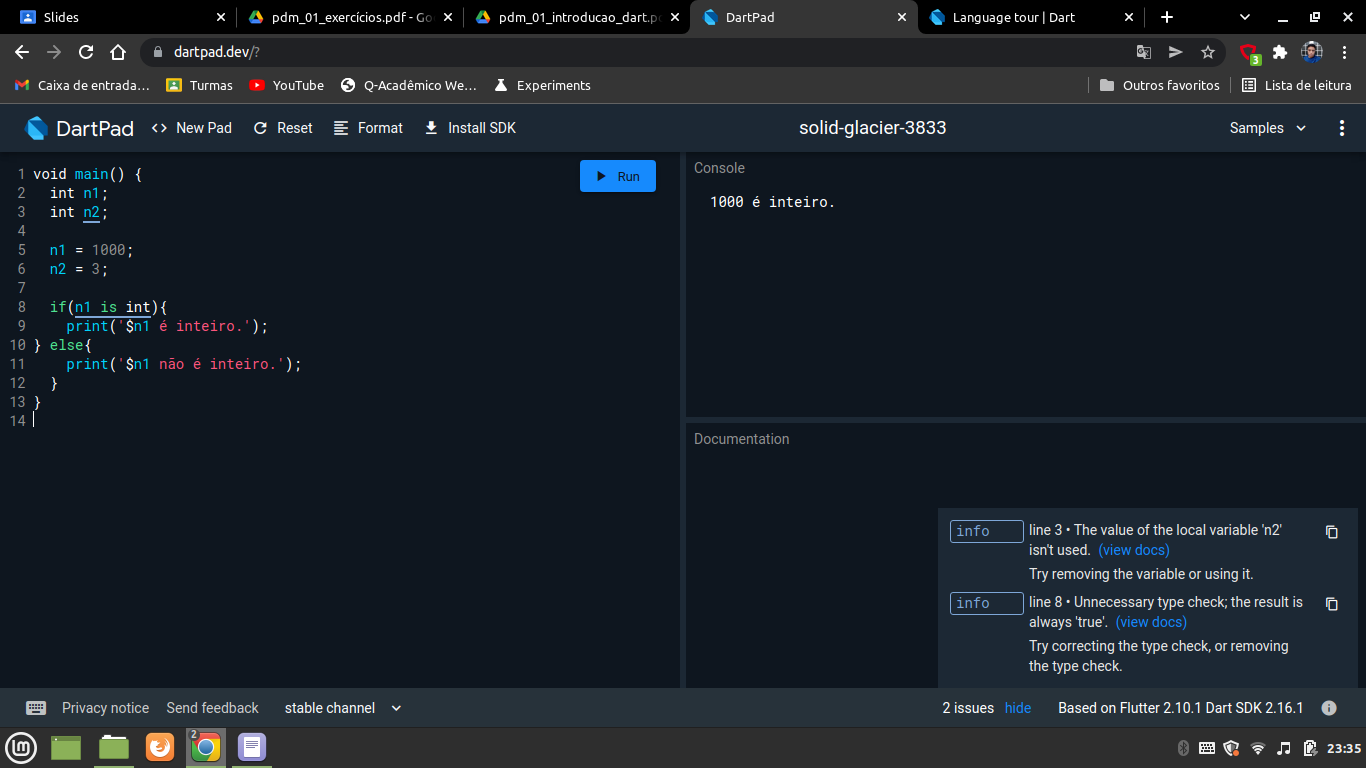 Slides
pdm_01_exercícios.pdf - Go
pdm_01_introducao_dart.p
DartPad
Language tour | Dart
dartpad.dev/?
3
Caixa de entrada...
Turmas
YouTube
Q-Acadêmico We...
Experiments
Outros favoritos
Lista de leitura
DartPad
<> New Pad
Reset
Format
Install SDK
solid-glacier-3833
Samples
1 void main() {
2   int n1;
3   int n2;
4
5   n1 = 1000;
6   n2 = 3;
7
8   if(n1 is int){
9     print('$n1 é inteiro.');
10 } else{
11     print('$n1 não é inteiro.');
12   }
13 }
14
Run
Console
1000 é inteiro.
Documentation
info
line 3 • The value of the local variable 'n2'
isn't used. (view docs)
Try removing the variable or using it.
info
line 8 • Unnecessary type check; the result is
always 'true'. (view docs)
Try correcting the type check, or removing
the type check.
Privacy notice
Send feedback
stable channel
2 issues
hide
Based on Flutter 2.10.1 Dart SDK 2.16.1
2
23:35